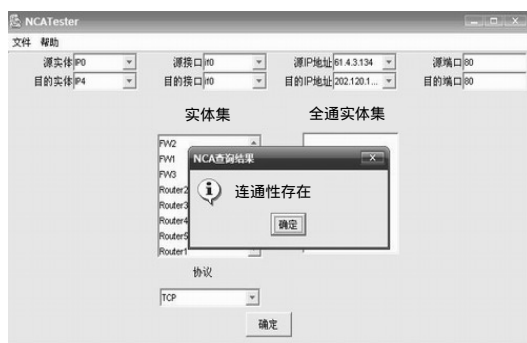 NCATester
文件 帮助
源实体 IP0 源接口 if0 源IP地址 61.4.3.134 源端口 80
目的实体 IP4 目的接口 if0 目的IP地址 202.120.1... 目的端口 80
实体集 全通实体集
FW2
FW1
FW3
Router2
Router3
Router4
Router5
Router1
NCA查询结果
连通性存在
确定
协议
TCP
确定